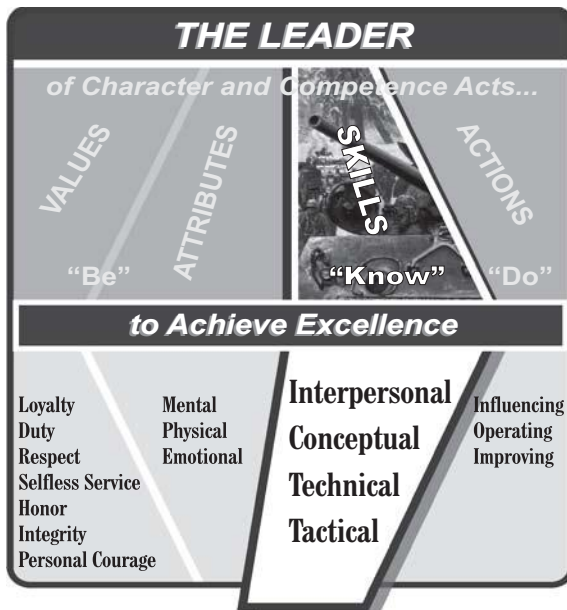 THE LEADER
of Character and Competence Acts...
VALUES
ATTRIBUTES
SKILLS
ACTIONS
“Be”
“Know”
“Do”
to Achieve Excellence
Loyalty
Duty
Respect
Selfless Service
Honor
Integrity
Personal Courage
Mental
Physical
Emotional
Interpersonal
Conceptual
Technical
Tactical
Influencing
Operating
Improving